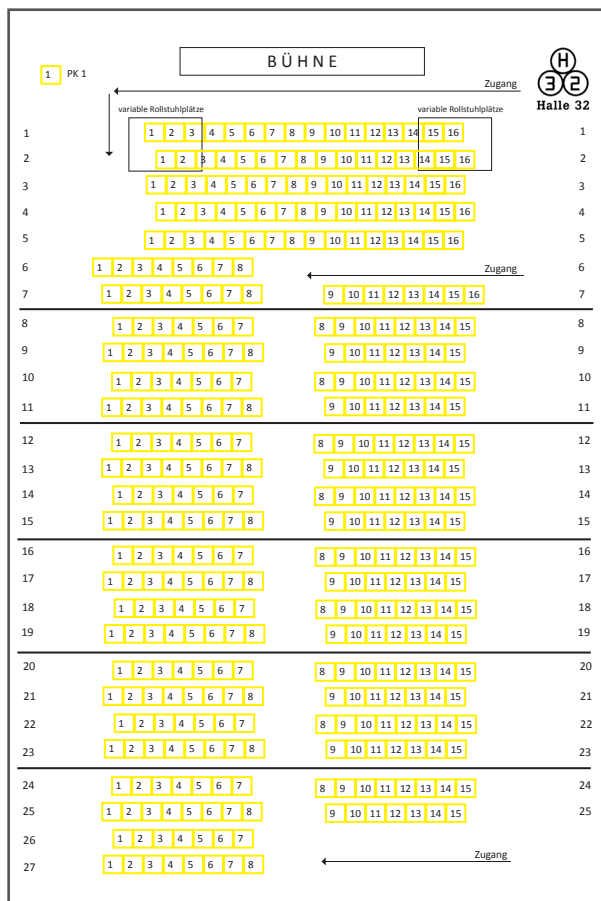 BÜHNE
1 PK 1
Zugang
H
3 2
Halle 32
variable Rollstuhlplätze variable Rollstuhlplätze
1 1 2 3 4 5 6 7 8 9 10 11 12 13 14 15 16 1
2 1 2 3 4 5 6 7 8 9 10 11 12 13 14 15 16 2
3 1 2 3 4 5 6 7 8 9 10 11 12 13 14 15 16 3
4 1 2 3 4 5 6 7 8 9 10 11 12 13 14 15 16 4
5 1 2 3 4 5 6 7 8 9 10 11 12 13 14 15 16 5
6 1 2 3 4 5 6 7 8 Zugang 6
7 1 2 3 4 5 6 7 8 9 10 11 12 13 14 15 16 7
8 1 2 3 4 5 6 7 8 9 10 11 12 13 14 15 8
9 1 2 3 4 5 6 7 8 9 10 11 12 13 14 15 9
10 1 2 3 4 5 6 7 8 9 10 11 12 13 14 15 10
11 1 2 3 4 5 6 7 8 9 10 11 12 13 14 15 11
12 1 2 3 4 5 6 7 8 9 10 11 12 13 14 15 12
13 1 2 3 4 5 6 7 8 9 10 11 12 13 14 15 13
14 1 2 3 4 5 6 7 8 9 10 11 12 13 14 15 14
15 1 2 3 4 5 6 7 8 9 10 11 12 13 14 15 15
16 1 2 3 4 5 6 7 8 9 10 11 12 13 14 15 16
17 1 2 3 4 5 6 7 8 9 10 11 12 13 14 15 17
18 1 2 3 4 5 6 7 8 9 10 11 12 13 14 15 18
19 1 2 3 4 5 6 7 8 9 10 11 12 13 14 15 19
20 1 2 3 4 5 6 7 8 9 10 11 12 13 14 15 20
21 1 2 3 4 5 6 7 8 9 10 11 12 13 14 15 21
22 1 2 3 4 5 6 7 8 9 10 11 12 13 14 15 22
23 1 2 3 4 5 6 7 8 9 10 11 12 13 14 15 23
24 1 2 3 4 5 6 7 8 9 10 11 12 13 14 15 24
25 1 2 3 4 5 6 7 8 9 10 11 12 13 14 15 25
26 1 2 3 4 5 6 7
27 1 2 3 4 5 6 7 8 Zugang